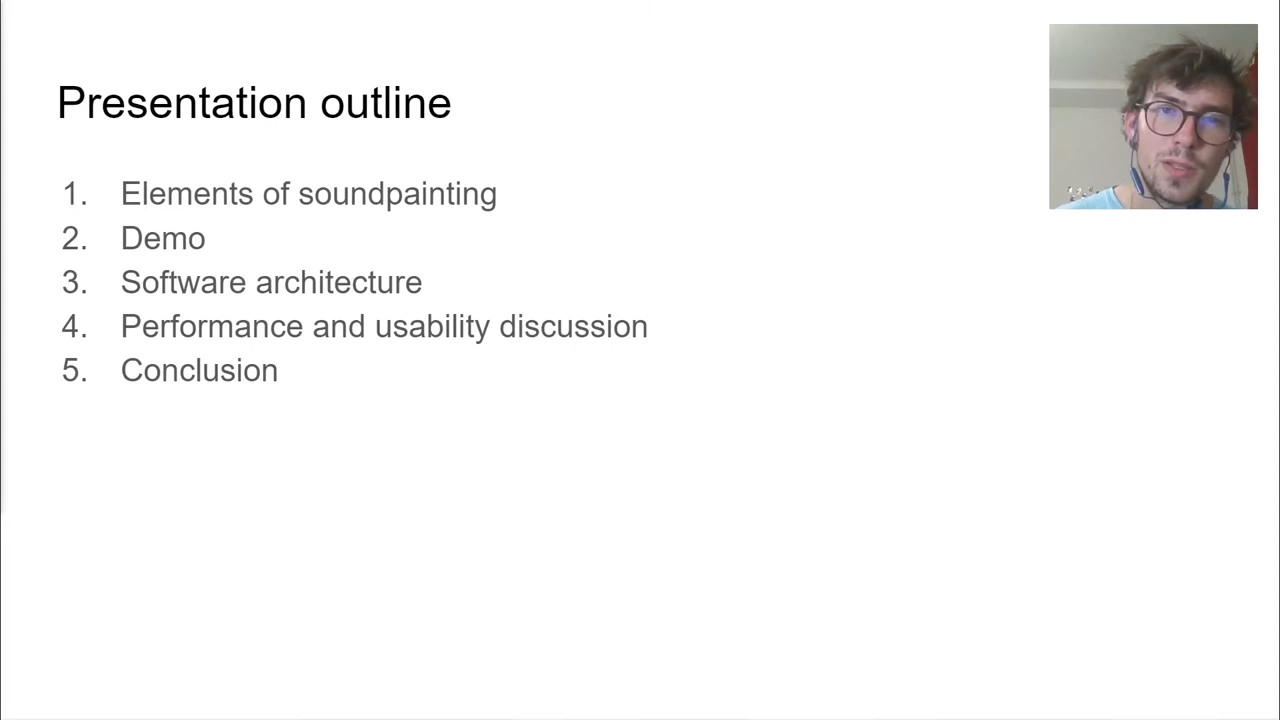 Presentation outline
1. Elements of soundpainting
2. Demo
3. Software architecture
4. Performance and usability discussion
5. Conclusion